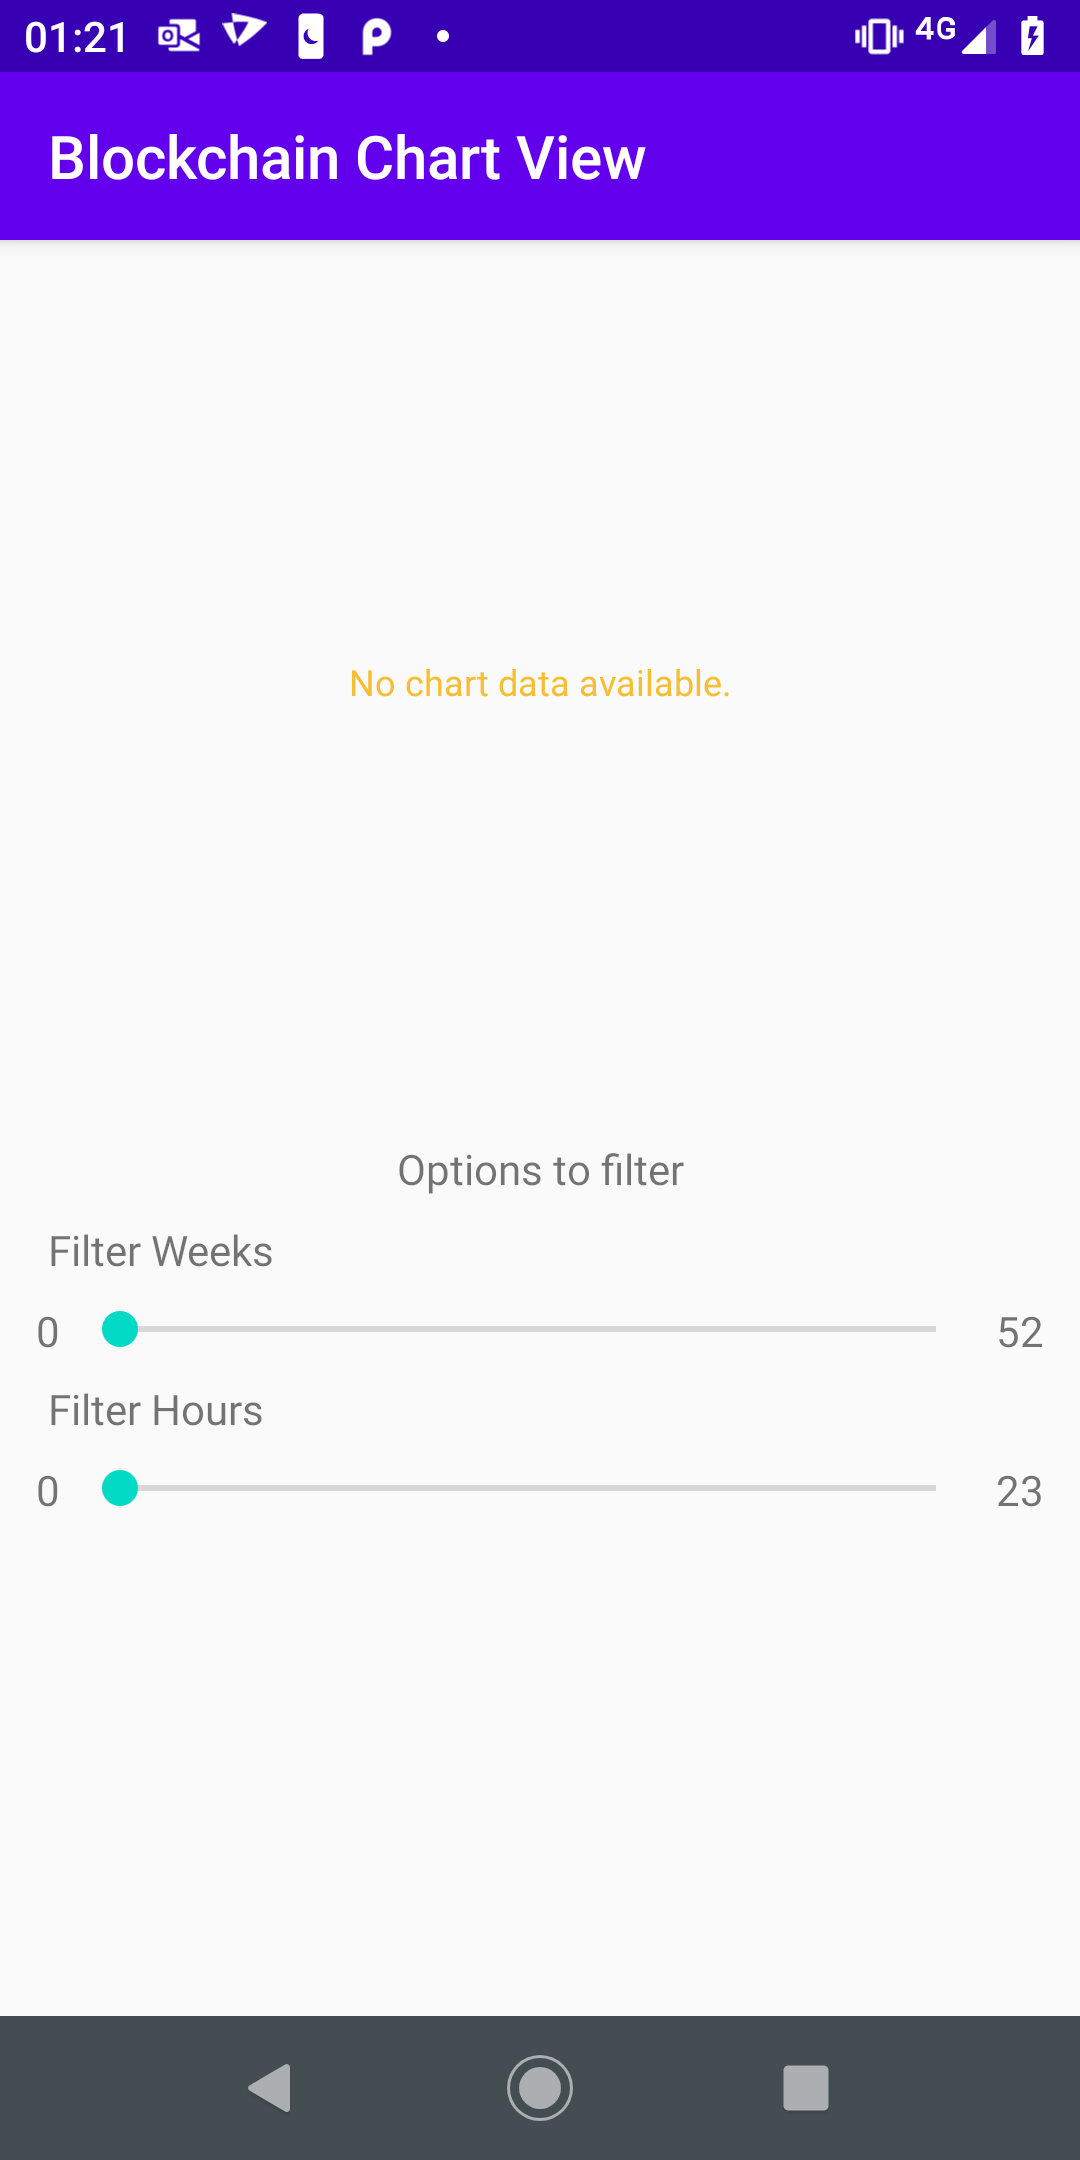 01:21 4G
Blockchain Chart View
No chart data available.
Options to filter
Filter Weeks
0 52
Filter Hours
0 23